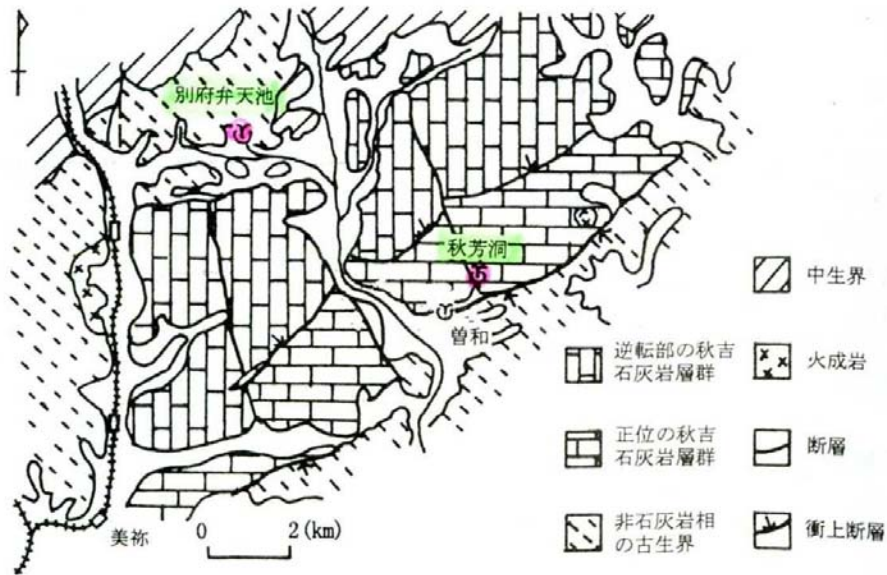 別府弁天池
秋芳洞
曽和
美祢
0 2(km)
中生界
逆転部の秋吉
石灰岩層群
火成岩
正位の秋吉
石灰岩層群
断層
非石灰岩相
の古生界
衝上断層